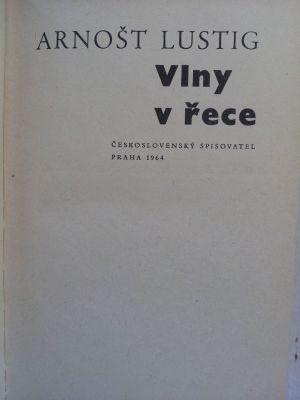 ARNOŠT LUSTIG
Vlny
v řece
ČESKOSLOVENSKÝ SPISOVATEL
PRAHA 1964